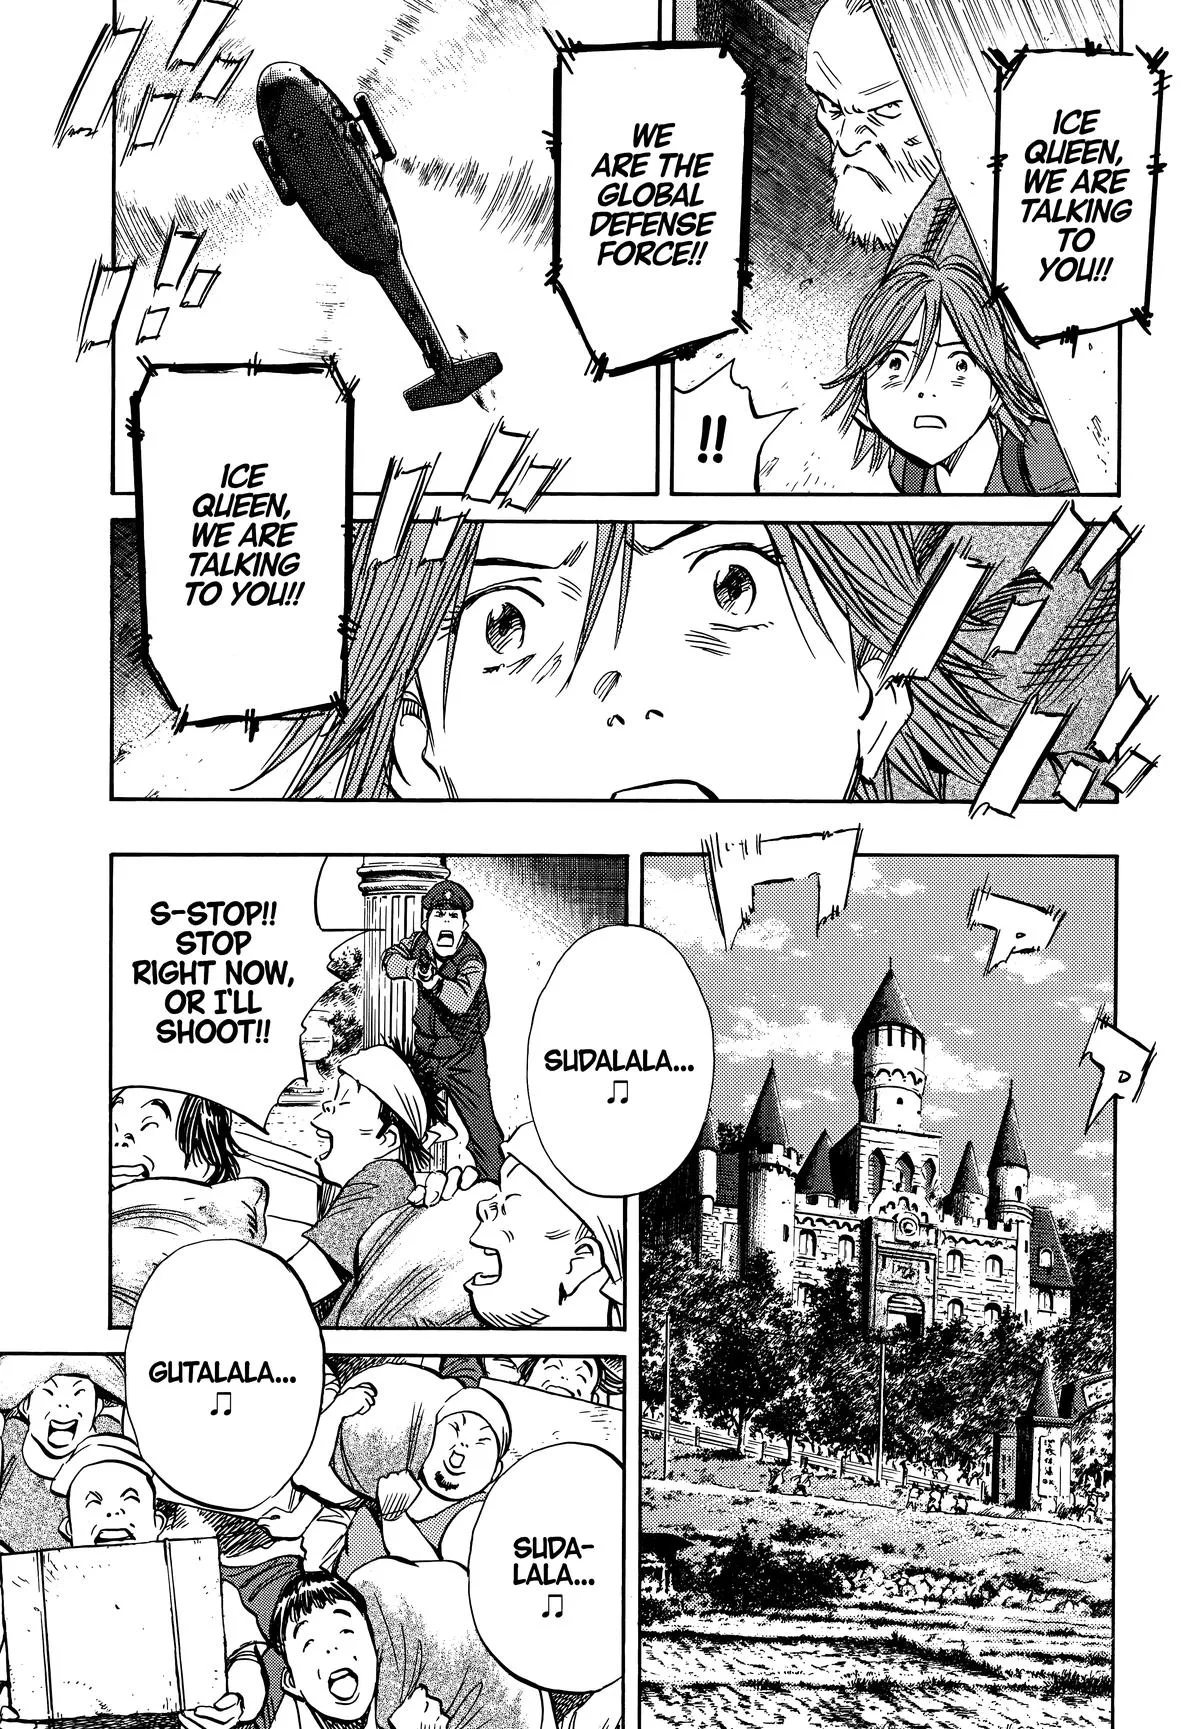 ICE
QUEEN,
WE ARE
TALKING
TO
YOU!!
!!
WE
ARE THE
GLOBAL
DEFENSE
FORCE!!
ICE
QUEEN,
WE ARE
TALKING
TO YOU!!
SUDALALA...
♫
S-STOP!!
STOP
RIGHT NOW,
OR I'LL
SHOOT!!
SUDA-
LALA...
♫
GUTALALA...
♫